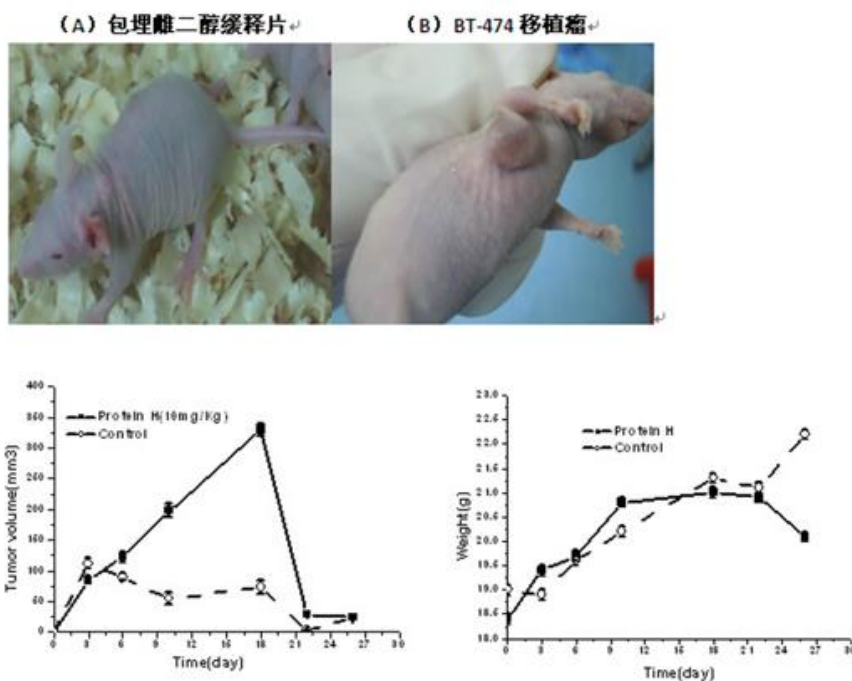 （A）包埋雌二醇缓释片↵
（B）BT-474 移植瘤↵
↵
Tumor volume(mm3)
400
350
300
250
200
150
100
50
0
Protein H(10mg/Kg)
Control
0 3 6 9 12 15 18 21 24 27 30
Time(day)
Weight(g)
23.0
22.5
22.0
21.5
21.0
20.5
20.0
19.5
19.0
18.5
18.0
Protein H
Control
0 3 6 9 12 15 18 21 24 27 30
Time(day)